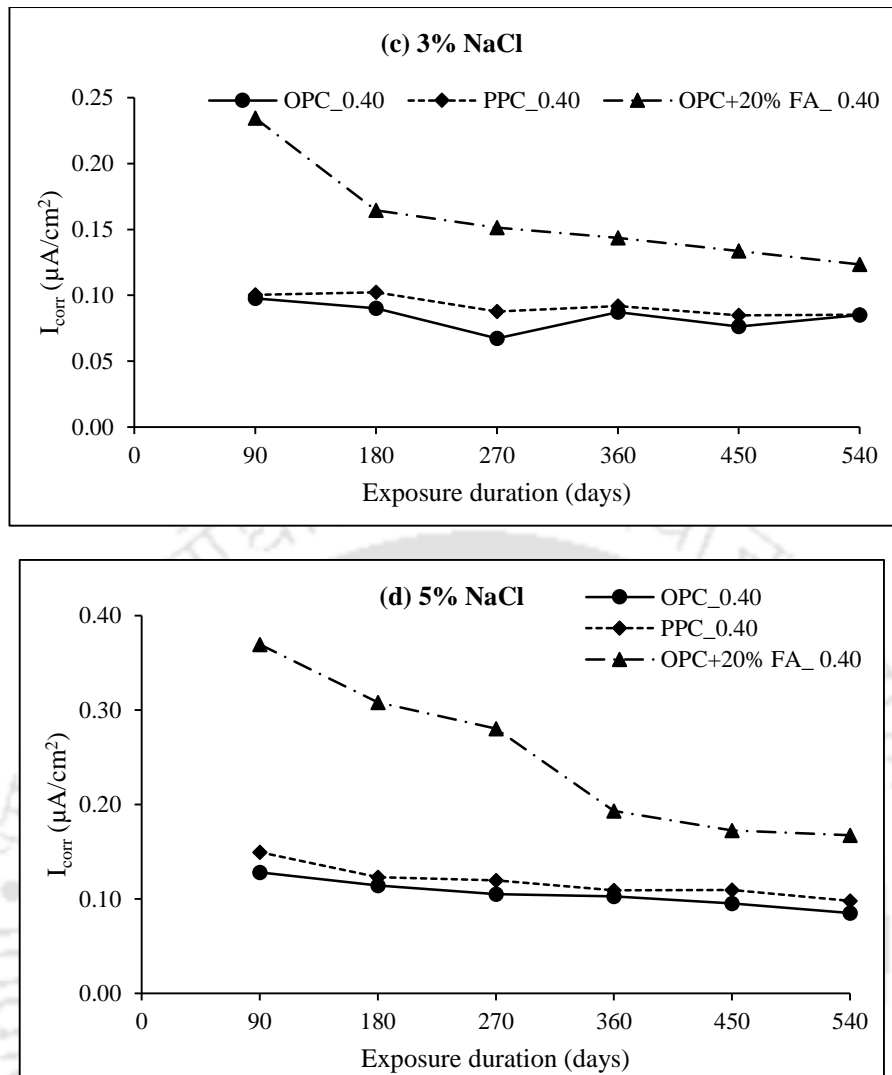 (c) 3% NaCl
OPC_0.40 PPC_0.40 OPC+20% FA_ 0.40
I_corr (µA/cm²)
0.25
0.20
0.15
0.10
0.05
0.00
0 90 180 270 360 450 540
Exposure duration (days)
(d) 5% NaCl
OPC_0.40
PPC_0.40
OPC+20% FA_ 0.40
I_corr (µA/cm²)
0.40
0.30
0.20
0.10
0.00
0 90 180 270 360 450 540
Exposure duration (days)